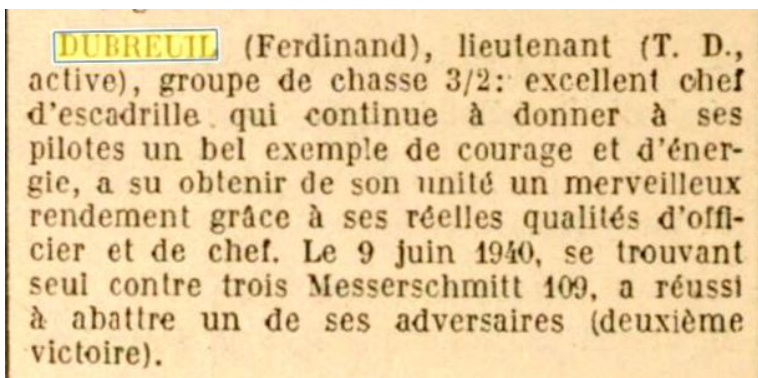 DUBREUIL (Ferdinand), lieutenant (T. D.,
active), groupe de chasse 3/2: excellent chef
d'escadrille qui continue à donner à ses
pilotes un bel exemple de courage et d'éner-
gie, a su obtenir de son unité un merveilleux
rendement grâce à ses réelles qualités d'offi-
cier et de chef. Le 9 juin 1940, se trouvant
seul contre trois Messerschmitt 109, a réussi
à abattre un de ses adversaires (deuxième
victoire).